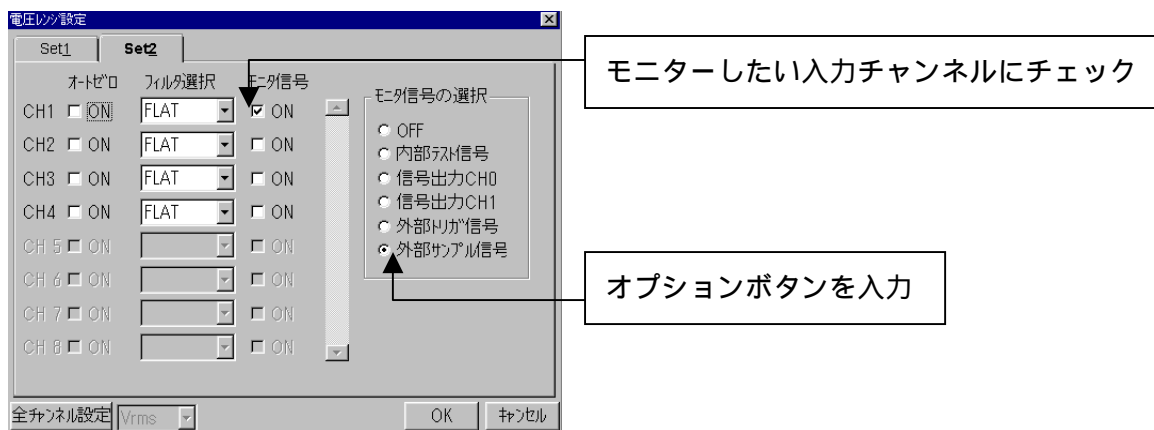 電圧レンジ設定
Set1 Set2
オートゼロ フィルタ選択 モニタ信号
CH1 ON FLAT ON
CH2 ON FLAT ON
CH3 ON FLAT ON
CH4 ON FLAT ON
CH 5 ON ON
CH 6 ON ON
CH 7 ON ON
CH 8 ON ON
モニタ信号の選択
OFF
内部テスト信号
信号出力CH0
信号出力CH1
外部トリガ信号
外部サンプル信号
全チャンネル設定 Vrms OK キャンセル
モニターしたい入力チャンネルにチェック
オプションボタンを入力